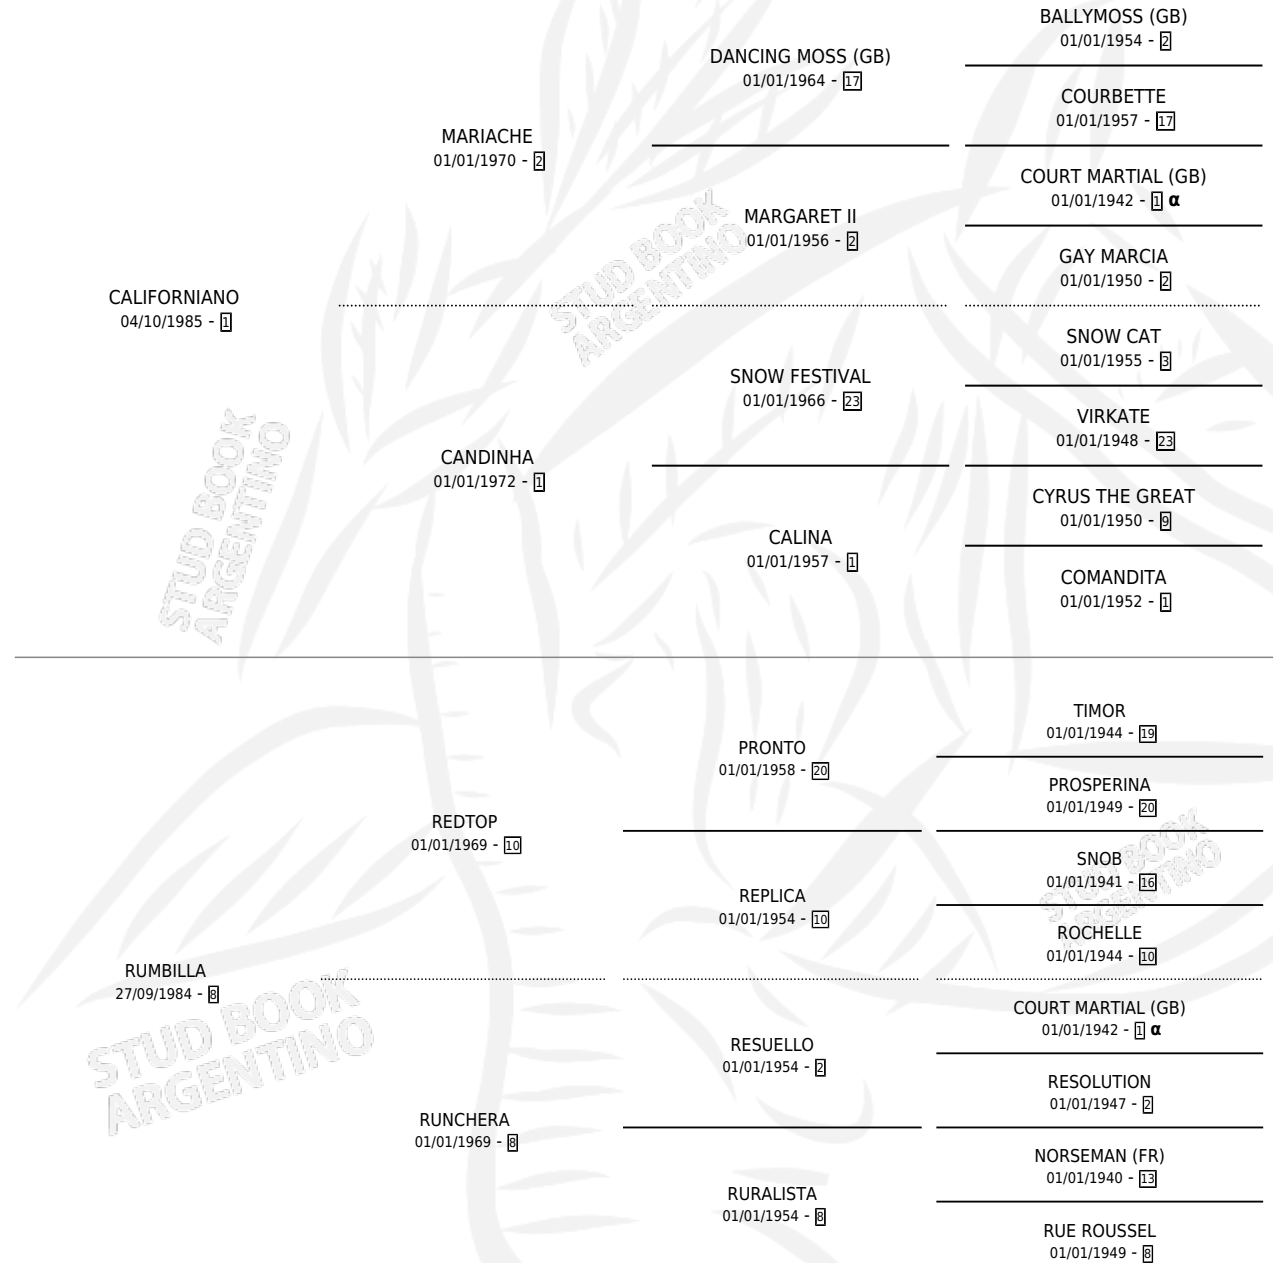 BALLYMOSS (GB)
01/01/1954 - 2
DANCING MOSS (GB)
01/01/1964 - 17
COURBETTE
01/01/1957 - 17
MARIACHE
01/01/1970 - 2
COURT MARTIAL (GB)
01/01/1942 - 1 α
MARGARET II
01/01/1956 - 2
GAY MARCIA
01/01/1950 - 2
CALIFORNIANO
04/10/1985 - 1
SNOW CAT
01/01/1955 - 3
SNOW FESTIVAL
01/01/1966 - 23
VIRKATE
01/01/1948 - 23
CANDINHA
01/01/1972 - 1
CYRUS THE GREAT
01/01/1950 - 9
CALINA
01/01/1957 - 1
COMANDITA
01/01/1952 - 1
TIMOR
01/01/1944 - 19
PRONTO
01/01/1958 - 20
PROSPERINA
01/01/1949 - 20
REDTOP
01/01/1969 - 10
SNOB
01/01/1941 - 16
REPLICA
01/01/1954 - 10
ROCHELLE
01/01/1944 - 10
RUMBILLA
27/09/1984 - 8
COURT MARTIAL (GB)
01/01/1942 - 1 α
RESUELLO
01/01/1954 - 2
RESOLUTION
01/01/1947 - 2
RUNCHERA
01/01/1969 - 8
NORSEMAN (FR)
01/01/1940 - 13
RURALISTA
01/01/1954 - 8
RUE ROUSSEL
01/01/1949 - 8
STUD BOOK
ARGENTINO
STUD BOOK
ARGENTINO
STUD BOOK
ARGENTINO
STUD BOOK
ARGENTINO